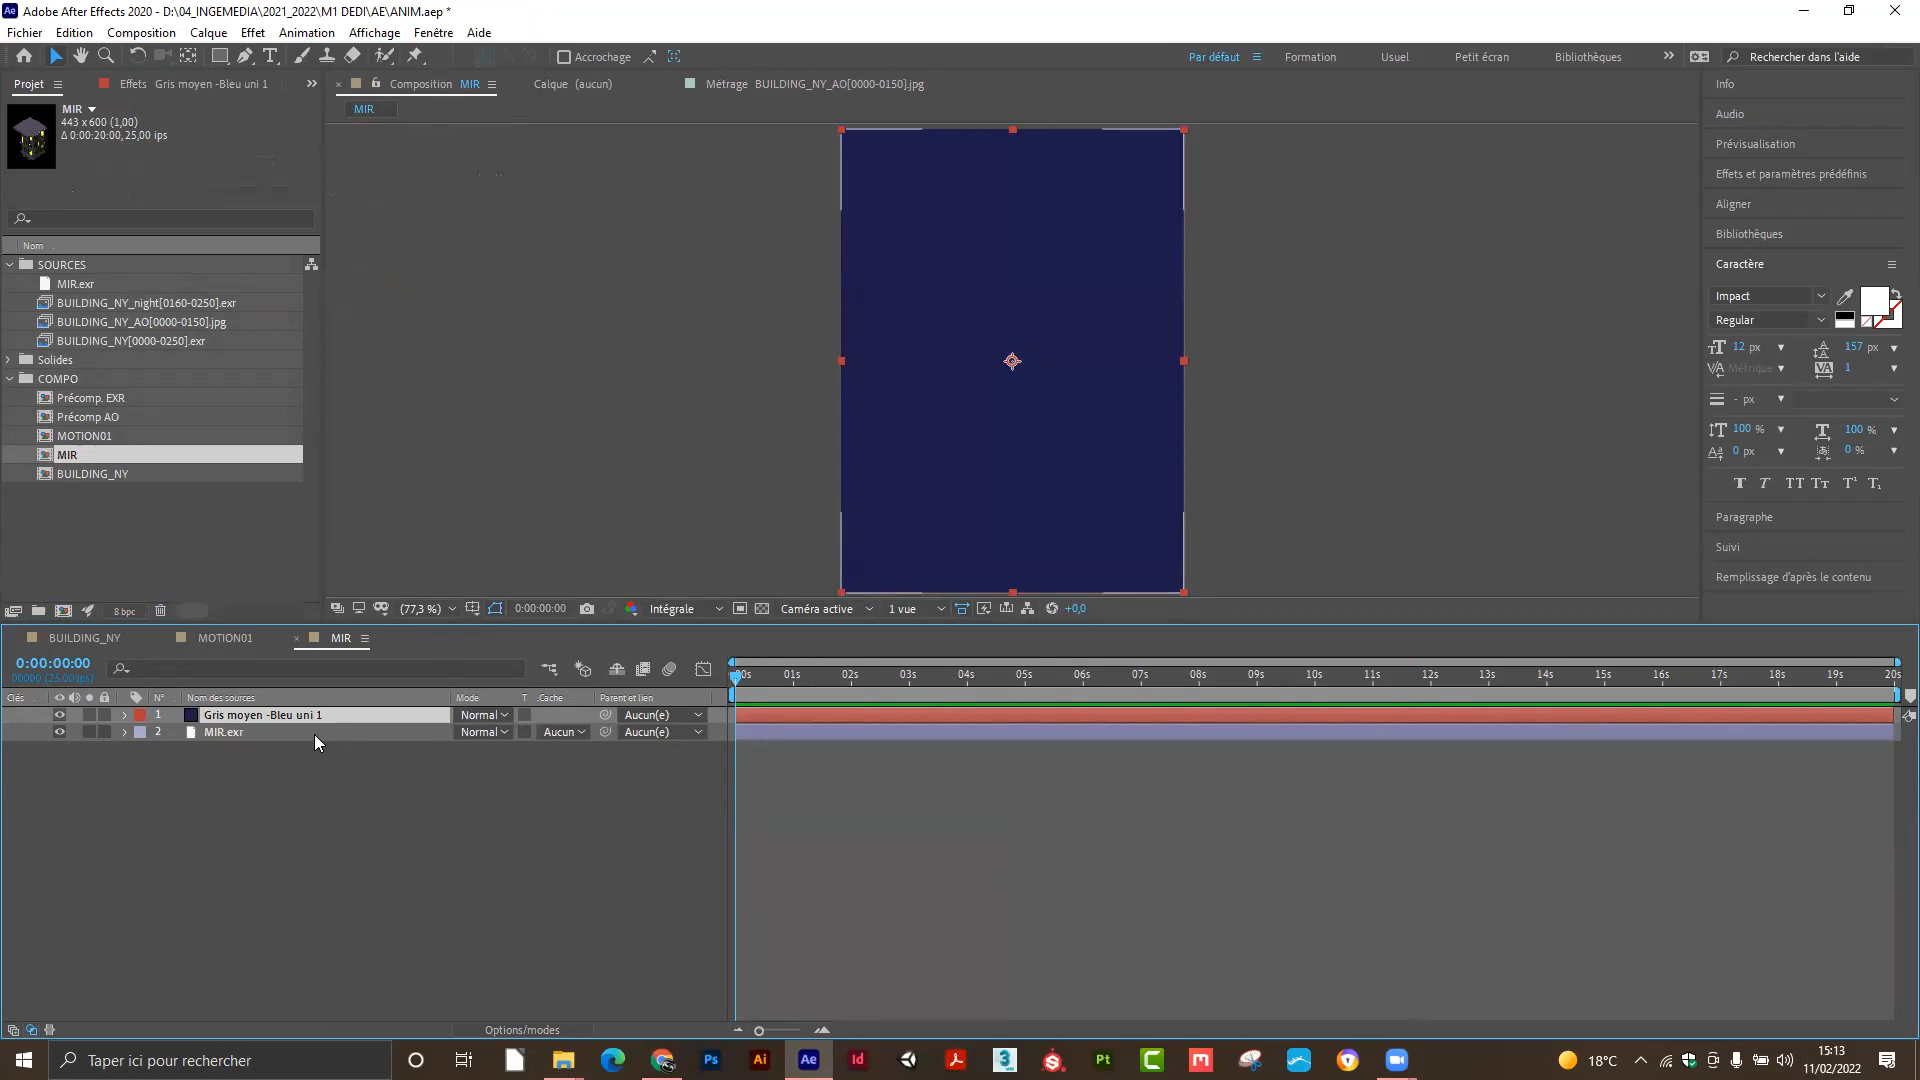 Adobe After Effects 2020 - D:\04_INGEMEDIA\2021_2022\M1 DEDI\AE\ANIM.aep *
Fichier Edition Composition Calque Effet Animation Affichage Fenêtre Aide
Accrochage
Par défaut Formation Usuel Petit écran Bibliothèques Rechercher dans l'aide
Projet Effets Gris moyen -Bleu uni 1
Composition MIR Calque (aucun) Métrage BUILDING_NY_AO[0000-0150].jpg
MIR
443 x 600 (1,00)
Δ 0:00:20:00, 25,00 ips
MIR
Nom
SOURCES
MIR.exr
BUILDING_NY_night[0160-0250].exr
BUILDING_NY_AO[0000-0150].jpg
BUILDING_NY[0000-0250].exr
Solides
COMPO
Précomp. EXR
Précomp AO
MOTION01
MIR
BUILDING_NY
8 bpc
(77,3 %) 0:00:00:00 Intégrale Caméra active 1 vue +0,0
Info
Audio
Prévisualisation
Effets et paramètres prédéfinis
Aligner
Bibliothèques
Caractère
Impact
Regular
12 px 157 px
Métrique 1
- px
100 % 100 %
0 px 0 %
T T TT Tт T¹ T₁
Paragraphe
Suivi
Remplissage d'après le contenu
BUILDING_NY MOTION01 MIR
0:00:00:00
00000 (25.00 ips)
Clés N° Nom des sources Mode T .Cache Parent et lien
1 Gris moyen -Bleu uni 1 Normal Aucun(e)
2 MIR.exr Normal Aucun Aucun(e)
00s 01s 02s 03s 04s 05s 06s 07s 08s 09s 10s 11s 12s 13s 14s 15s 16s 17s 18s 19s 20s
Options/modes
Taper ici pour rechercher
18°C
15:13
11/02/2022